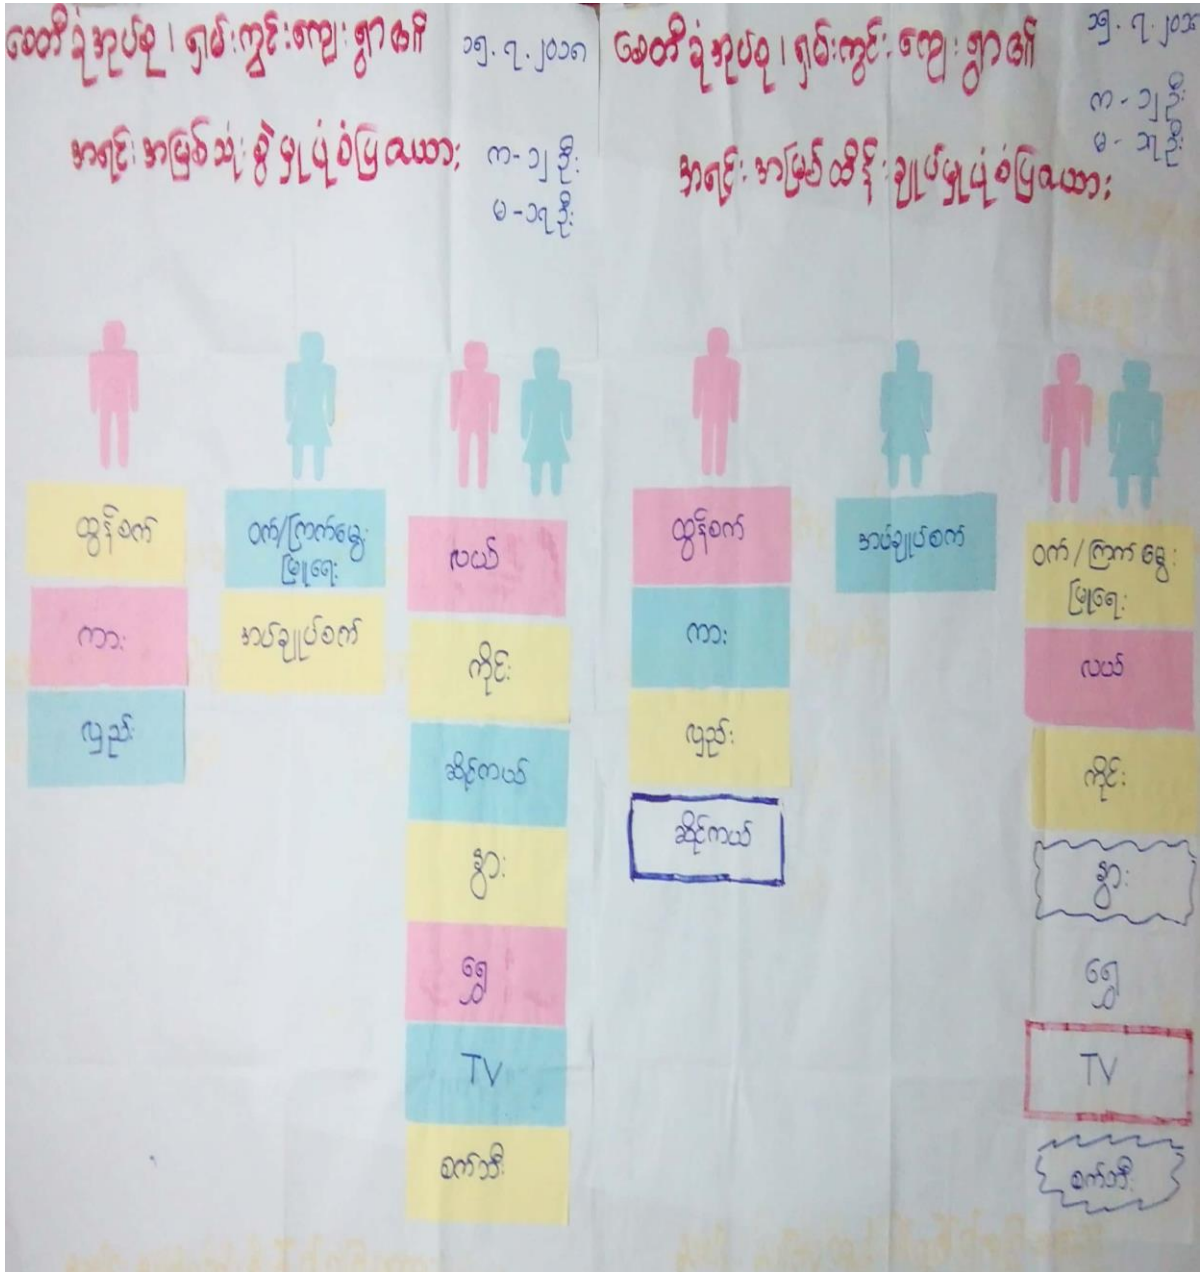 စေတီခုံအုပ်စု၊ ရှမ်းကွင်းကျေးရွာ၏
၁၅.၇.၂၀၁၈
အရင်းအမြစ်သုံးစွဲမှုပုံစံပြဇယား
က-၁၂ ဦး
မ-၁၇ ဦး
ထွန်စက်
ကား
လှည်း
ဝက်/ကြက်မွေး
မြူရေး
အပ်ချုပ်စက်
လယ်
ကိုင်း
ဆိုင်ကယ်
နွား
ရွှေ
TV
စက်ဘီး
စေတီခုံအုပ်စု၊ ရှမ်းကွင်းကျေးရွာ၏
၁၅.၇.၂၀၁၈
က-၁၂ ဦး
မ-၁၇ ဦး
အရင်းအမြစ်ထိန်းချုပ်မှုပုံစံပြဇယား
ထွန်စက်
ကား
လှည်း
ဆိုင်ကယ်
အပ်ချုပ်စက်
ဝက်/ကြက်မွေး
မြူရေး
လယ်
ကိုင်း
နွား
ရွှေ
TV
စက်ဘီး